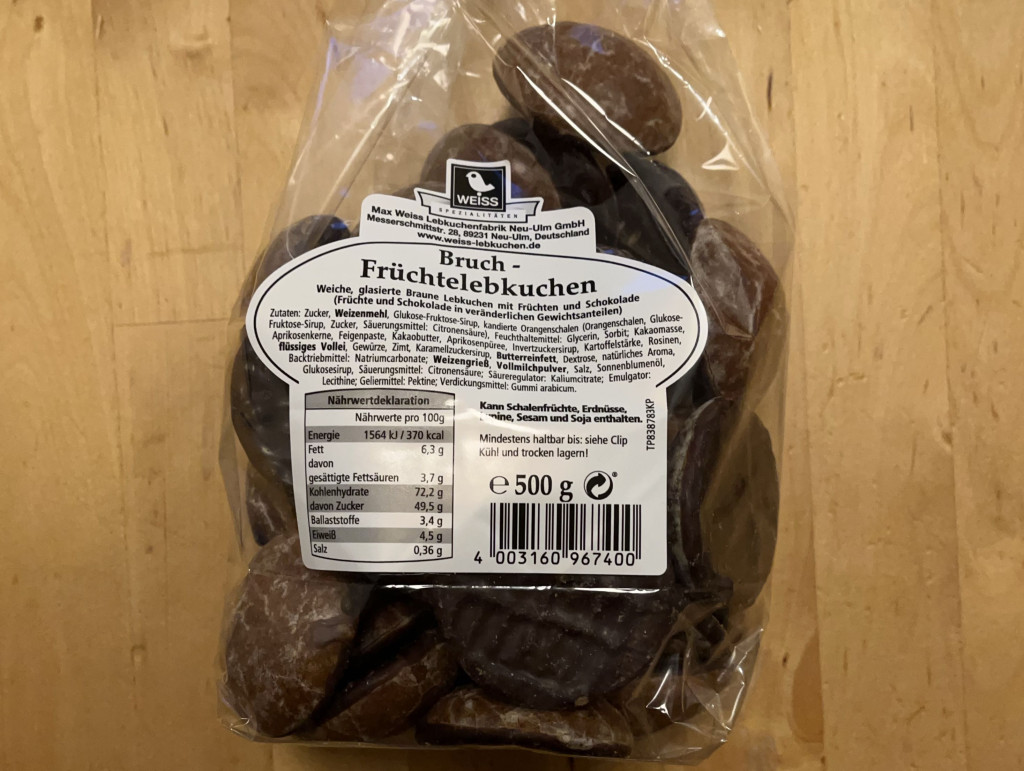 WEISS
SPEZIALITÄTEN
Max Weiss Lebkuchenfabrik Neu-Ulm GmbH
Messerschmittstr. 28, 89231 Neu-Ulm, Deutschland
www.weiss-lebkuchen.de
Bruch -
Früchtelebkuchen
Weiche, glasierte Braune Lebkuchen mit Früchten und Schokolade
(Früchte und Schokolade in veränderlichen Gewichtsanteilen)
Zutaten: Zucker, Weizenmehl, Glukose-Fruktose-Sirup, kandierte Orangenschalen (Orangenschalen, Glukose-
Fruktose-Sirup, Zucker, Säuerungsmittel: Citronensäure), Feuchthaltemittel: Glycerin, Sorbit; Kakaomasse,
Aprikosenkerne, Feigenpaste, Kakaobutter, Aprikosenpüree, Invertzuckersirup, Kartoffelstärke, Rosinen,
flüssiges Vollei, Gewürze, Zimt, Karamellzuckersirup, Butterreinfett, Dextrose, natürliches Aroma,
Backtriebmittel: Natriumcarbonate; Weizengrieß, Vollmilchpulver, Salz, Sonnenblumenöl,
Glukosesirup, Säuerungsmittel: Citronensäure; Säureregulator: Kaliumcitrate; Emulgator:
Lecithine; Geliermittel: Pektine; Verdickungsmittel: Gummi arabicum.
Nährwertdeklaration
Nährwerte pro 100g
Energie 1564 kJ / 370 kcal
Fett 6,3 g
davon
gesättigte Fettsäuren 3,7 g
Kohlenhydrate 72,2 g
davon Zucker 49,5 g
Ballaststoffe 3,4 g
Eiweiß 4,5 g
Salz 0,36 g
Kann Schalenfrüchte, Erdnüsse,
Sesam und Soja enthalten.
Mindestens haltbar bis: siehe Clip
Kühl und trocken lagern!
TP838783KP
e 500 g
4 003160 967400